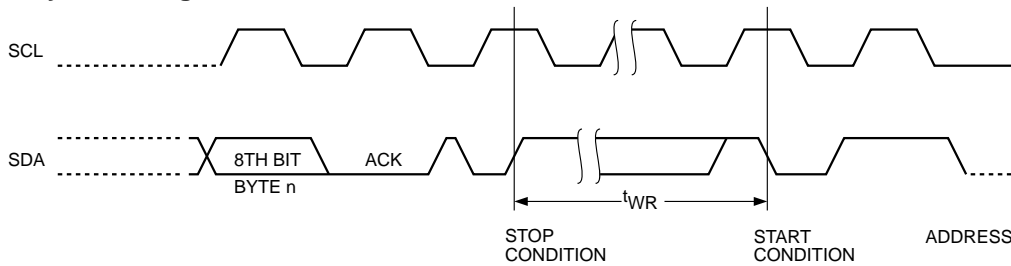 SCL
SDA
8TH BIT
ACK
BYTE n
tWR
STOP
CONDITION
START
CONDITION
ADDRESS